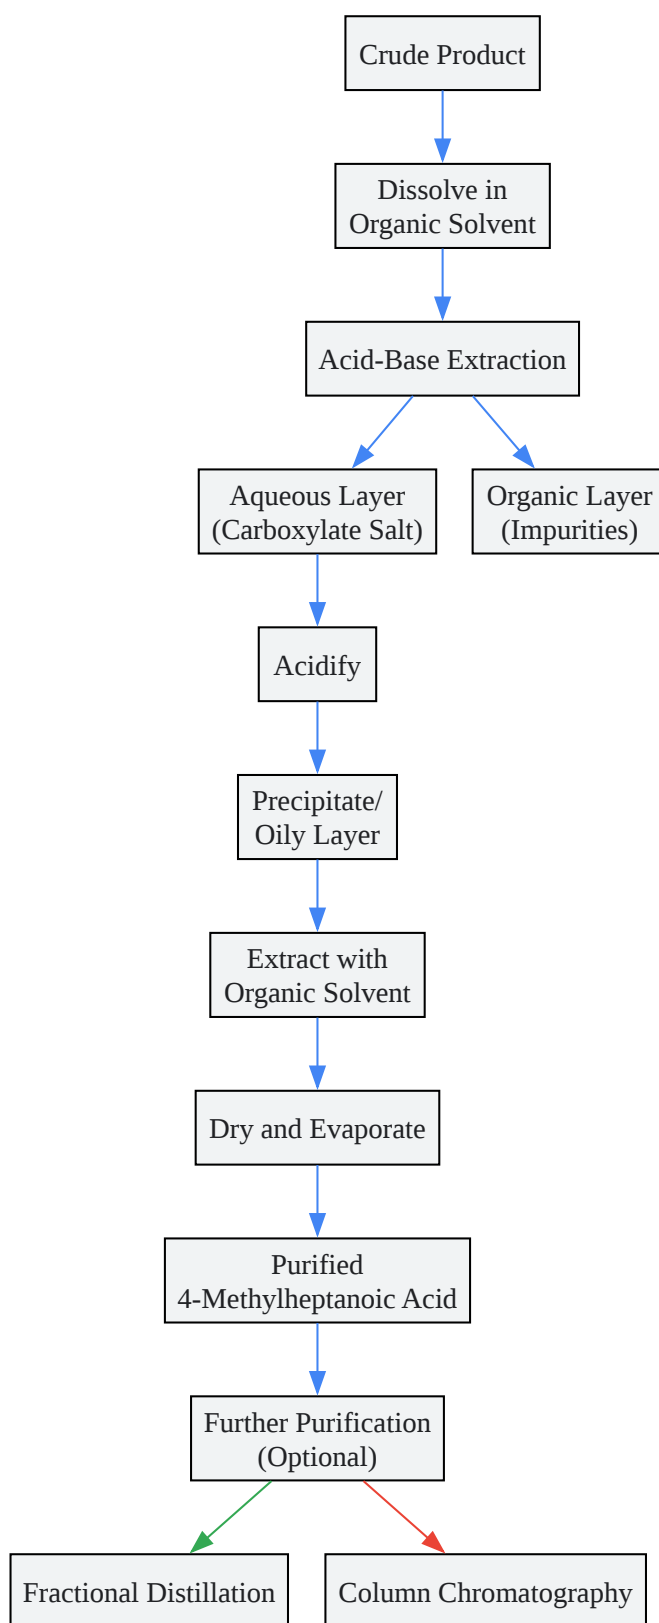 Crude Product
Dissolve in
Organic Solvent
Acid-Base Extraction
Aqueous Layer
(Carboxylate Salt)
Organic Layer
(Impurities)
Acidify
Precipitate/
Oily Layer
Extract with
Organic Solvent
Dry and Evaporate
Purified
4-Methylheptanoic Acid
Further Purification
(Optional)
Fractional Distillation
Column Chromatography